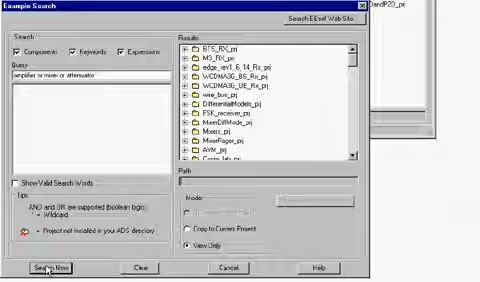 Example Search
Search EEsof Web Site...
Search
Components
Keywords
Expressions
Query
amplifier or mixer or attenuator
Show Valid Search Words
Tips
AND and OR are supported (boolean logic)
* = Wildcard
= Project not installed in your ADS directory
Results
BTS_RX_prj
M3_RX_prj
edge_rev1_6_14_Rx_prj
WCDMA3G_BS_Rx_prj
WCDMA3G_UE_Rx_prj
wire_bus_prj
DifferentialModels_prj
FSK_receiver_prj
MixerDiffMode_prj
Mixers_prj
MixerPager_prj
Path
Mode
Copy to Current Project
View Only
Search Now
Clear
Cancel
Help